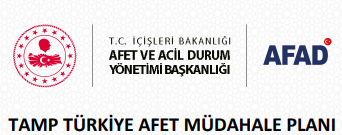 T.C. İÇİŞLERİ BAKANLIĞI
AFET VE ACİL DURUM
YÖNETİMİ BAŞKANLIĞI
AFAD
TAMP TÜRKİYE AFET MÜDAHALE PLANI